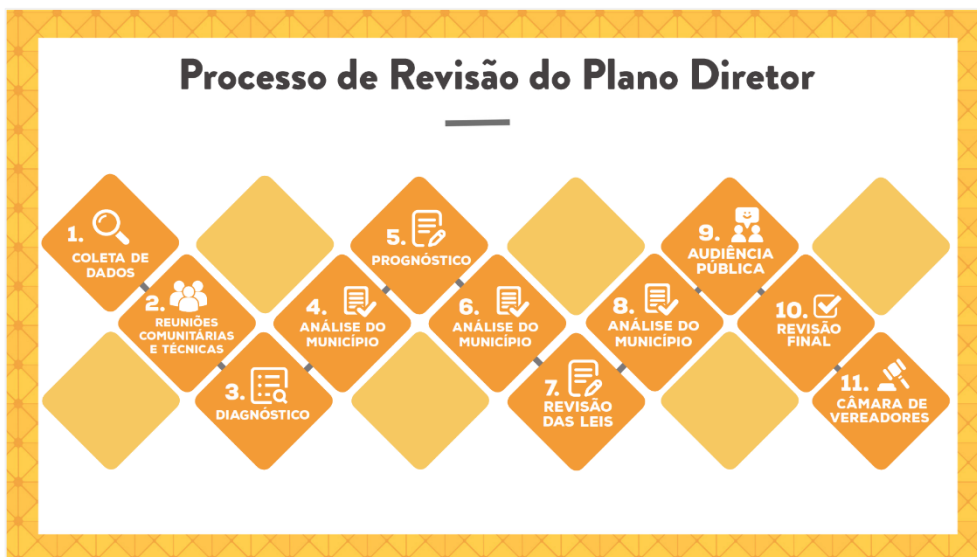 Processo de Revisão do Plano Diretor
1.
COLETA DE
DADOS
2.
REUNIÕES
COMUNITÁRIAS
E TÉCNICAS
3.
DIAGNÓSTICO
4.
ANÁLISE DO
MUNICÍPIO
5.
PROGNÓSTICO
6.
ANÁLISE DO
MUNICÍPIO
7.
REVISÃO
DAS LEIS
8.
ANÁLISE DO
MUNICÍPIO
9.
AUDIÊNCIA
PÚBLICA
10.
REVISÃO
FINAL
11.
CÂMARA DE
VEREADORES